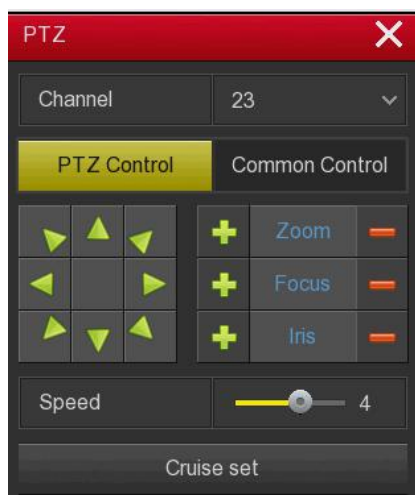 PTZ
Channel 23
PTZ Control Common Control
Zoom
Focus
Iris
Speed 4
Cruise set